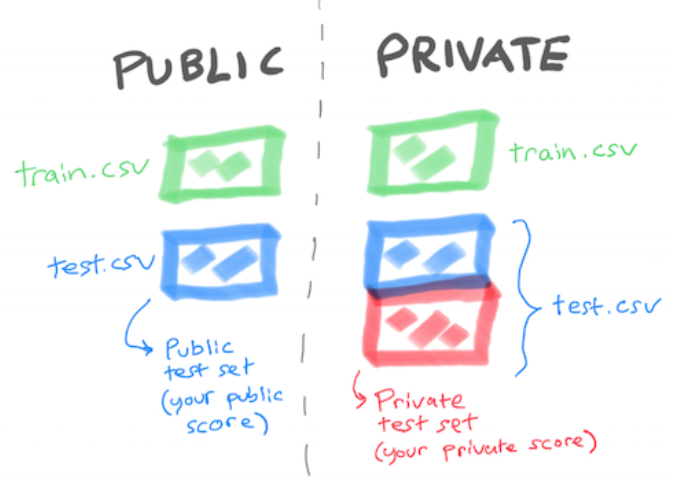 PUBLIC
train.csv
test.csv
Public
test set
(your public
score)
PRIVATE
train.csv
test.csv
Private
test set
(your private score)